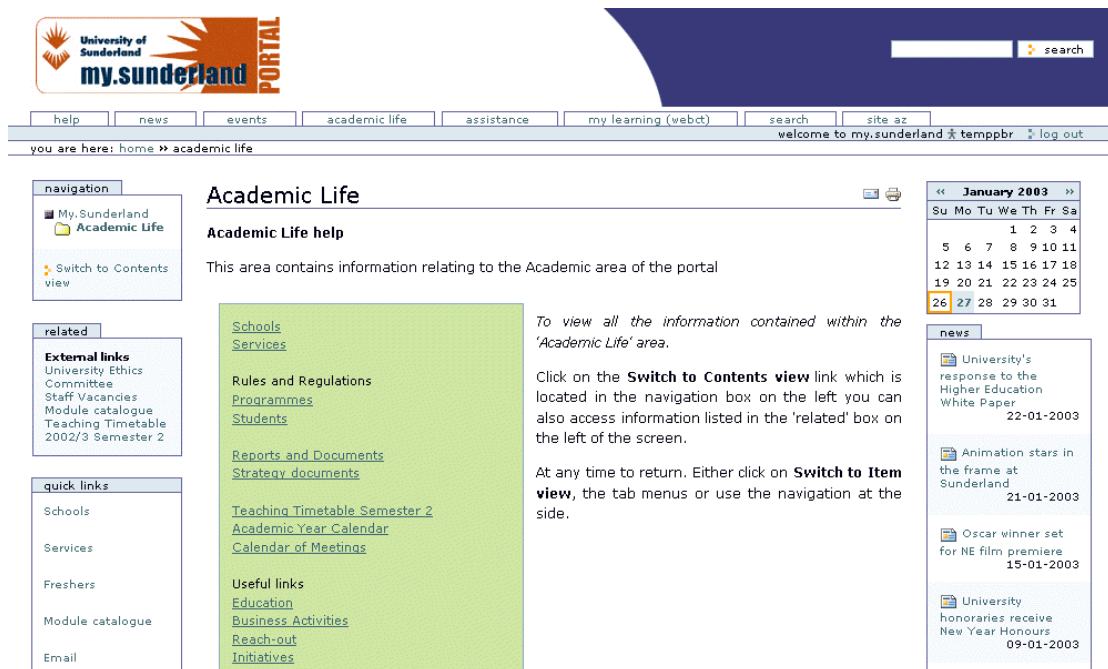 University of
Sunderland
my.sunderland
PORTAL
search
help news events academic life assistance my learning (webct) search site az
welcome to my.sunderland temppbr log out
you are here: home » academic life
navigation
My.Sunderland
Academic Life
Switch to Contents
view
related
External links
University Ethics
Committee
Staff Vacancies
Module catalogue
Teaching Timetable
2002/3 Semester 2
quick links
Schools
Services
Freshers
Module catalogue
Email
Academic Life
Academic Life help
This area contains information relating to the Academic area of the portal
Schools
Services
Rules and Regulations
Programmes
Students
Reports and Documents
Strategy documents
Teaching Timetable Semester 2
Academic Year Calendar
Calendar of Meetings
Useful links
Education
Business Activities
Reach-out
Initiatives
To view all the information contained within the
'Academic Life' area.
Click on the Switch to Contents view link which is
located in the navigation box on the left you can
also access information listed in the 'related' box on
the left of the screen.
At any time to return. Either click on Switch to Item
view, the tab menus or use the navigation at the
side.
« January 2003 »
Su Mo Tu We Th Fr Sa
1 2 3 4
5 6 7 8 9 10 11
12 13 14 15 16 17 18
19 20 21 22 23 24 25
26 27 28 29 30 31
news
University's
response to the
Higher Education
White Paper
22-01-2003
Animation stars in
the frame at
Sunderland
21-01-2003
Oscar winner set
for NE film premiere
15-01-2003
University
honoraries receive
New Year Honours
09-01-2003